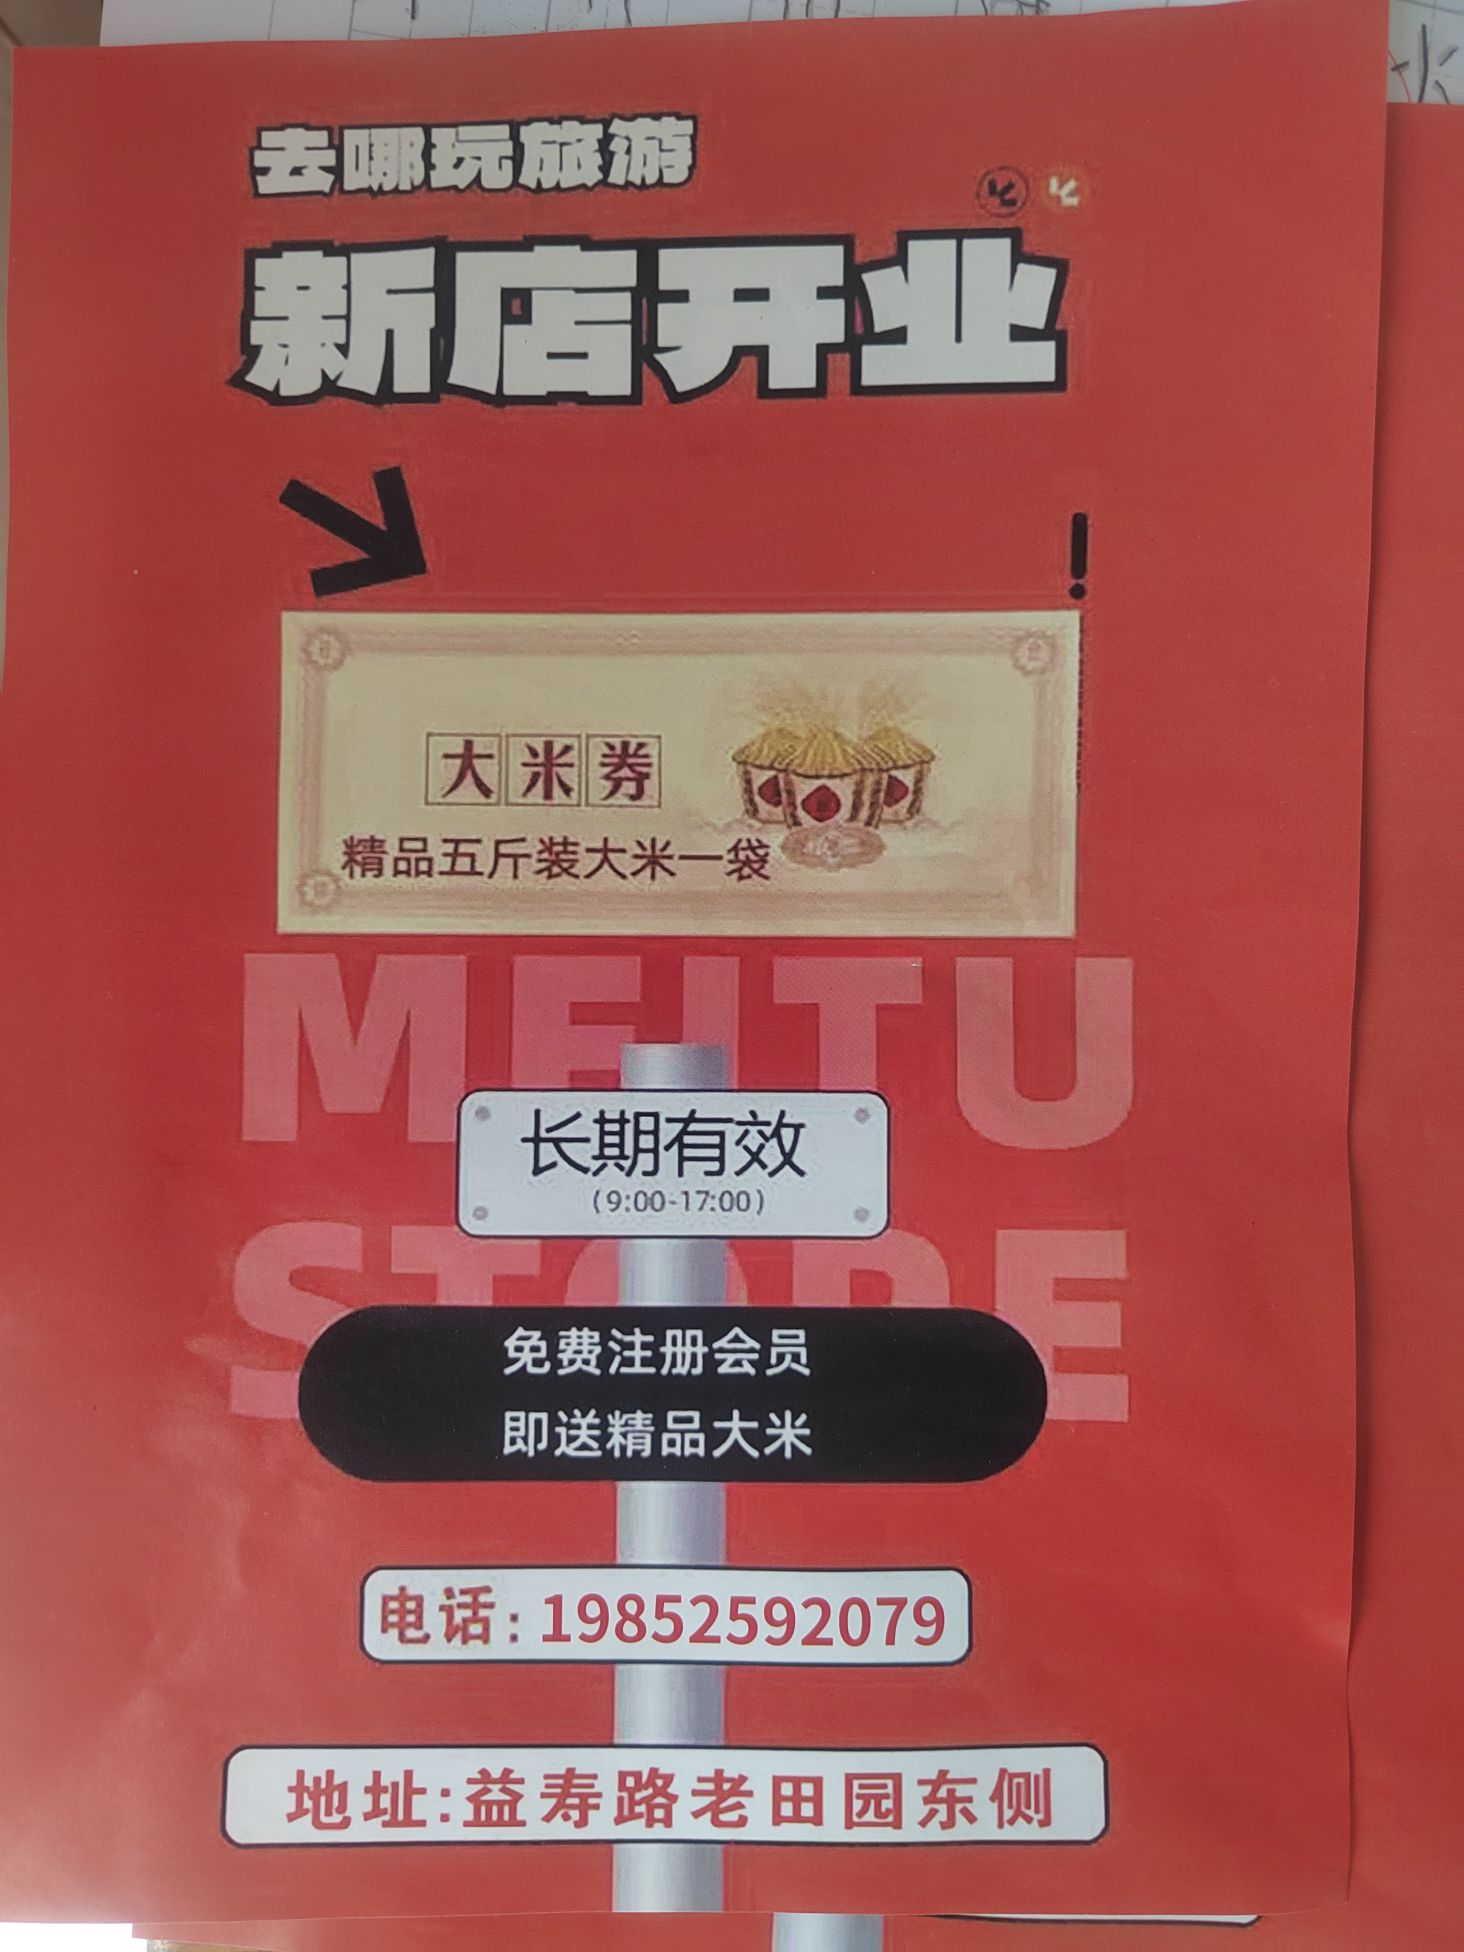 去哪玩旅游
新店开业
!
大米券
精品五斤装大米一袋
MEITU
长期有效
(9:00-17:00)
STORE
免费注册会员
即送精品大米
电话:19852592079
地址:益寿路老田园东侧